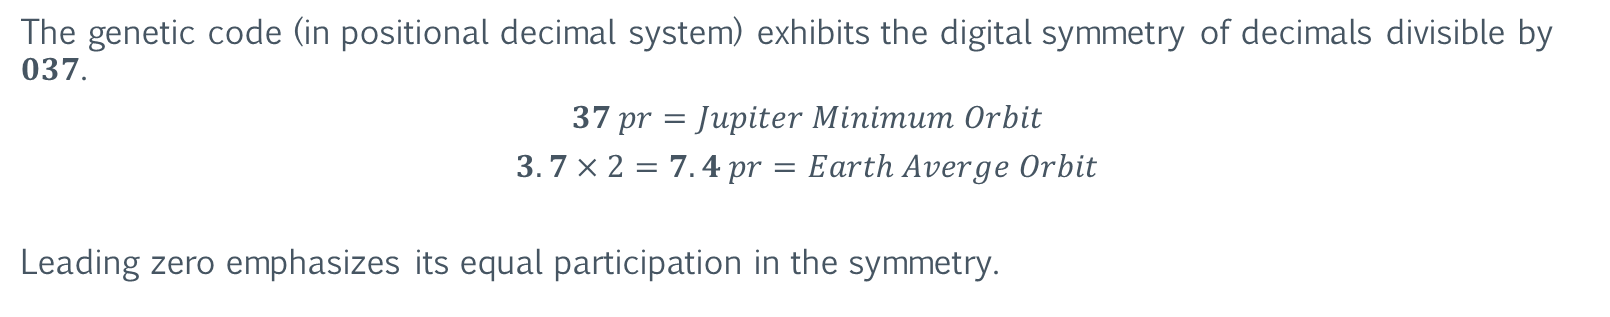 The genetic code (in positional decimal system) exhibits the digital symmetry of decimals divisible by
037.
37 pr = Jupiter Minimum Orbit
3.7 × 2 = 7.4 pr = Earth Averge Orbit
Leading zero emphasizes its equal participation in the symmetry.